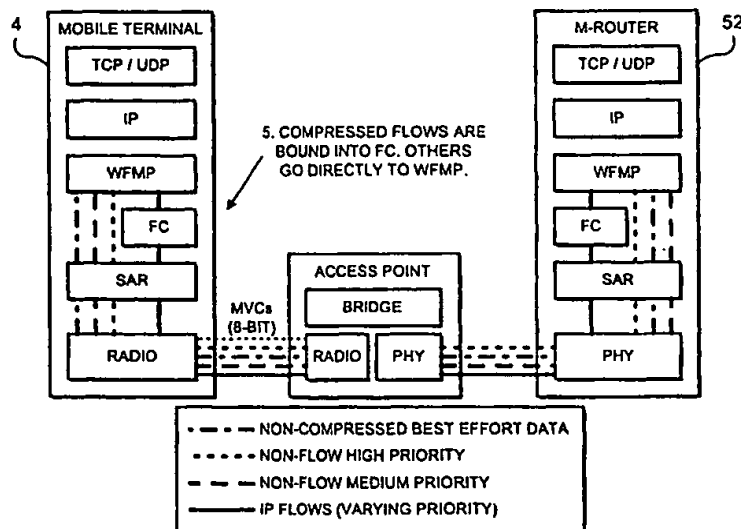 4
MOBILE TERMINAL
TCP / UDP
IP
WFMP
FC
SAR
RADIO
5. COMPRESSED FLOWS ARE
BOUND INTO FC. OTHERS
GO DIRECTLY TO WFMP.
MVCs
(8-BIT)
ACCESS POINT
BRIDGE
RADIO
PHY
M-ROUTER
52
TCP / UDP
IP
WFMP
FC
SAR
PHY
NON-COMPRESSED BEST EFFORT DATA
NON-FLOW HIGH PRIORITY
NON-FLOW MEDIUM PRIORITY
IP FLOWS (VARYING PRIORITY)